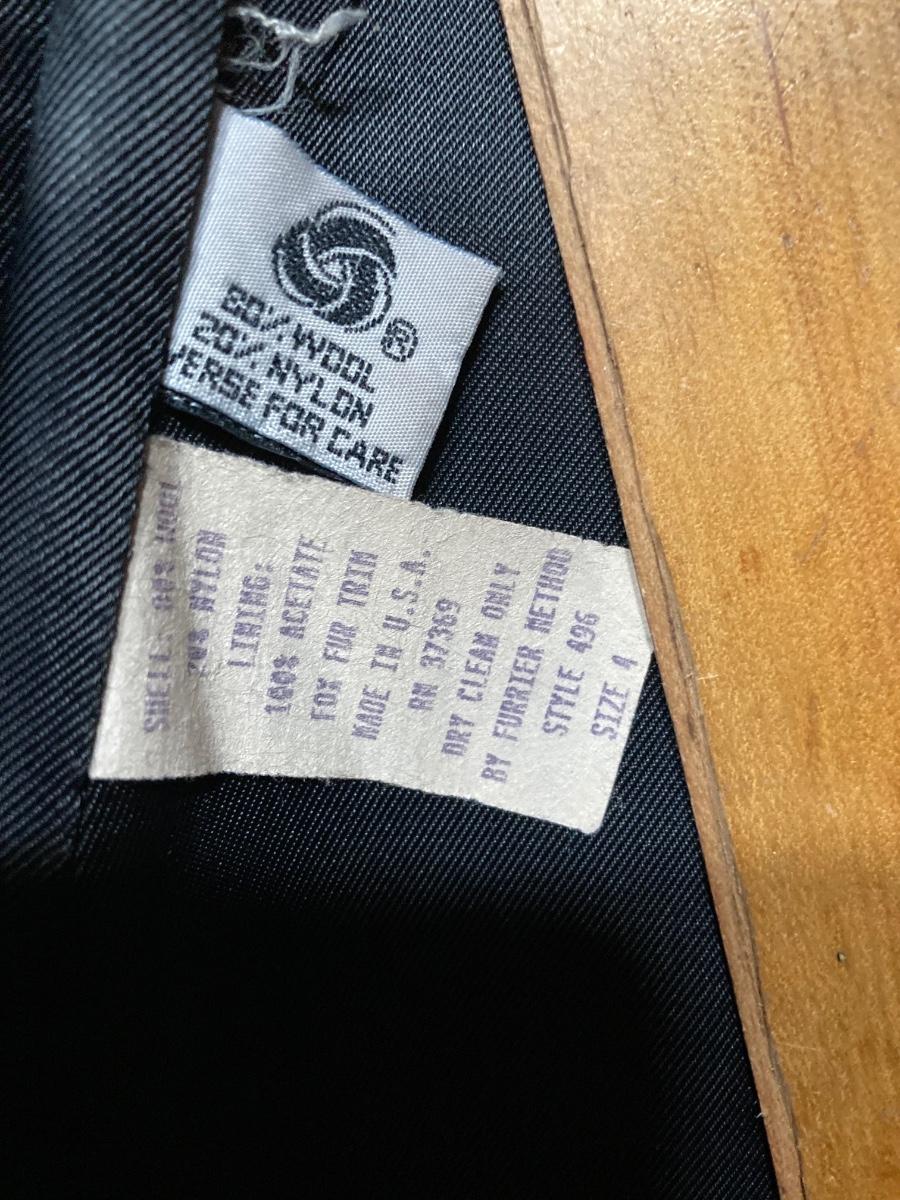 ®
80% WOOL
20% NYLON
VERSE FOR CARE
SHELL: 80% WOOL
20% NYLON
LINING:
100% ACETATE
FOX FUR TRIM
MADE IN U.S.A.
RN 37369
DRY CLEAN ONLY
BY FURRIER METHOD
STYLE 496
SIZE 4